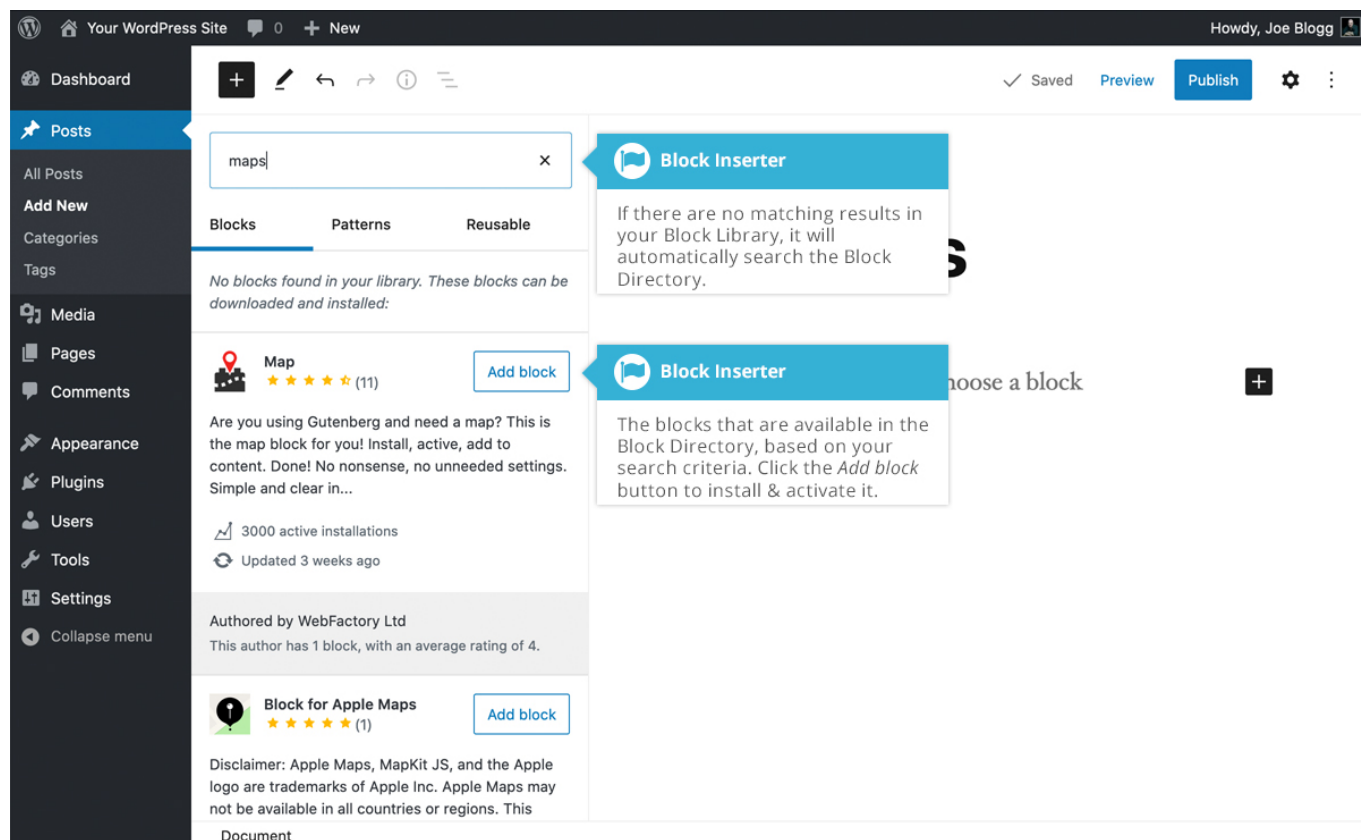 Your WordPress Site 0 New
Howdy, Joe Blogg
Dashboard
Posts
All Posts
Add New
Categories
Tags
Media
Pages
Comments
Appearance
Plugins
Users
Tools
Settings
Collapse menu
Saved Preview Publish
maps
Blocks Patterns Reusable
No blocks found in your library. These blocks can be
downloaded and installed:
Map
(11)
Add block
Are you using Gutenberg and need a map? This is
the map block for you! Install, active, add to
content. Done! No nonsense, no unneeded settings.
Simple and clear in...
3000 active installations
Updated 3 weeks ago
Authored by WebFactory Ltd
This author has 1 block, with an average rating of 4.
Block for Apple Maps
(1)
Add block
Disclaimer: Apple Maps, MapKit JS, and the Apple
logo are trademarks of Apple Inc. Apple Maps may
not be available in all countries or regions. This
Document
Block Inserter
If there are no matching results in
your Block Library, it will
automatically search the Block
Directory.
s
Block Inserter
The blocks that are available in the
Block Directory, based on your
search criteria. Click the Add block
button to install & activate it.
hoose a block